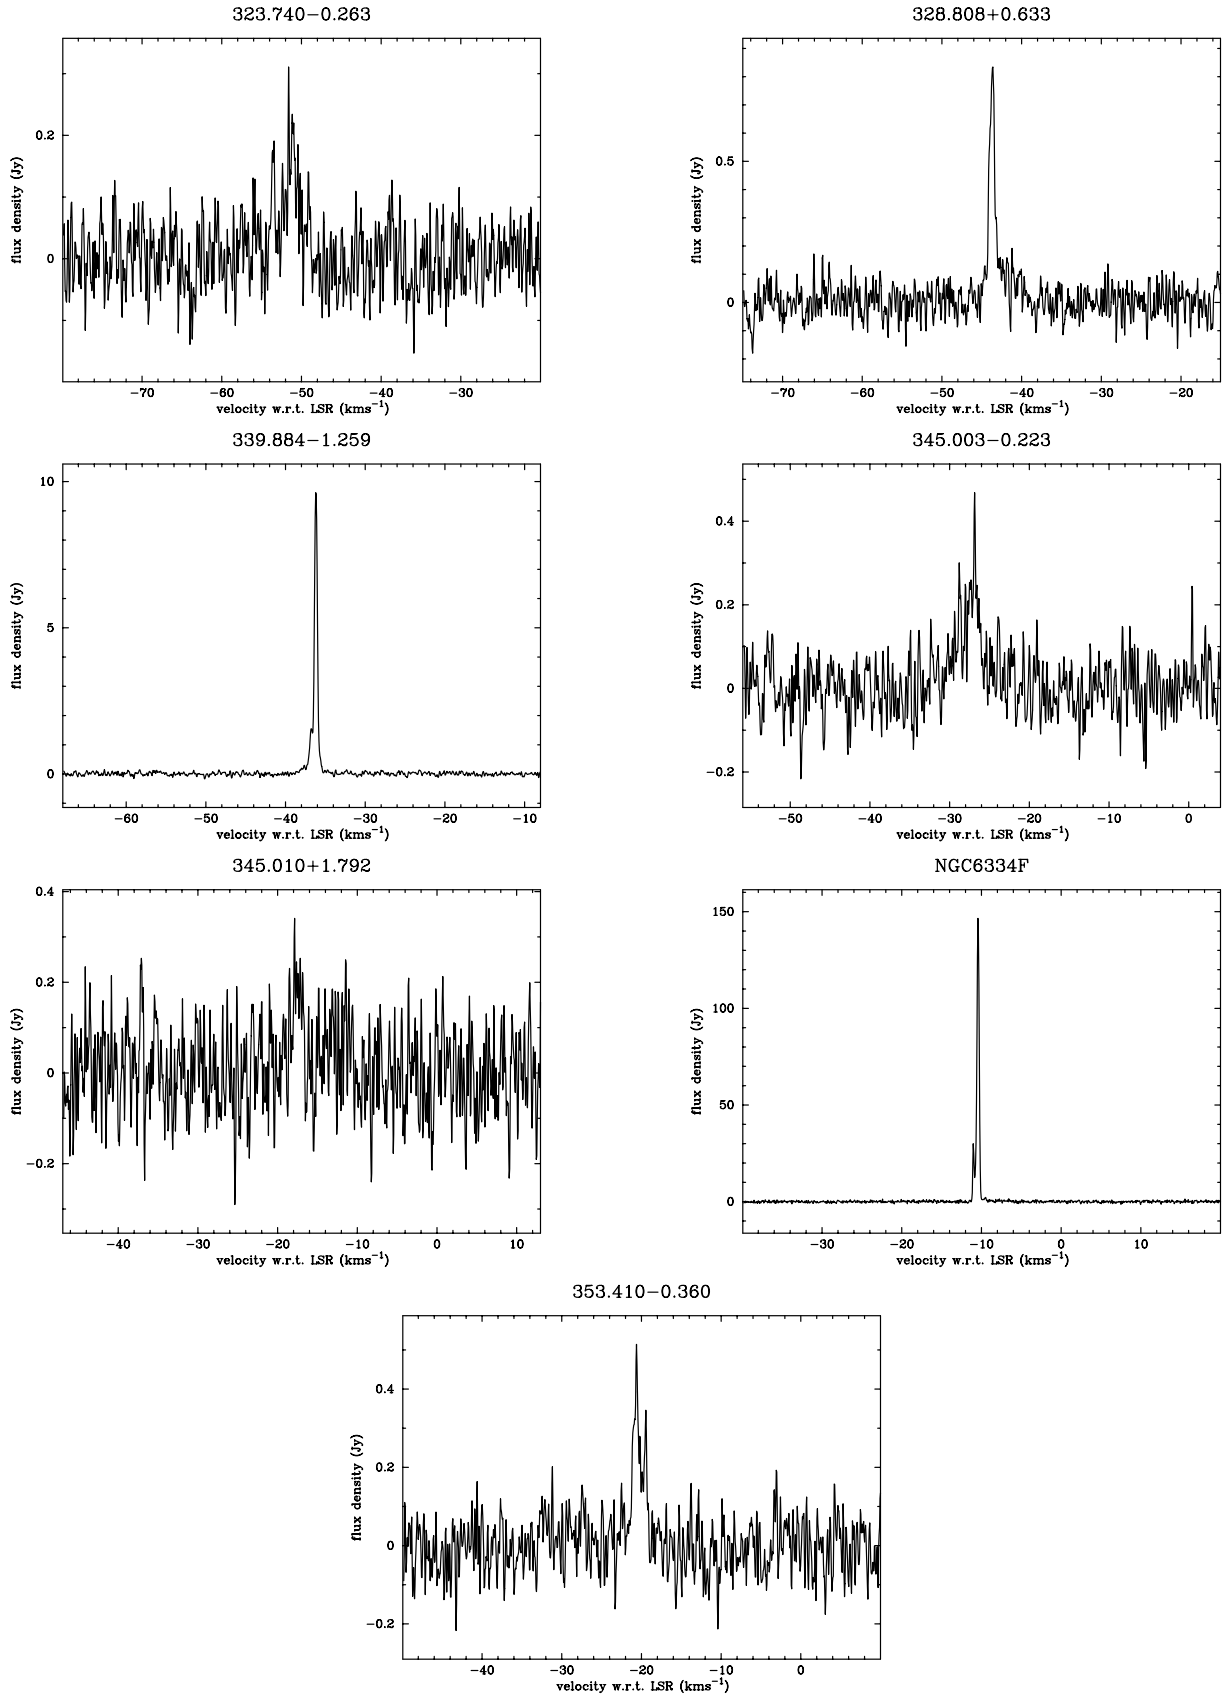 323.740−0.263
328.808+0.633
0.2
0
flux density (Jy)
−70 −60 −50 −40 −30
velocity w.r.t. LSR (kms⁻¹)
0.5
0
flux density (Jy)
−70 −60 −50 −40 −30 −20
velocity w.r.t. LSR (kms⁻¹)
339.884−1.259
345.003−0.223
10
5
0
flux density (Jy)
−60 −50 −40 −30 −20 −10
velocity w.r.t. LSR (kms⁻¹)
0.4
0.2
0
−0.2
flux density (Jy)
−50 −40 −30 −20 −10 0
velocity w.r.t. LSR (kms⁻¹)
345.010+1.792
NGC6334F
0.4
0.2
0
−0.2
flux density (Jy)
−40 −30 −20 −10 0 10
velocity w.r.t. LSR (kms⁻¹)
150
100
50
0
flux density (Jy)
−30 −20 −10 0 10
velocity w.r.t. LSR (kms⁻¹)
353.410−0.360
0.4
0.2
0
−0.2
flux density (Jy)
−40 −30 −20 −10 0
velocity w.r.t. LSR (kms⁻¹)